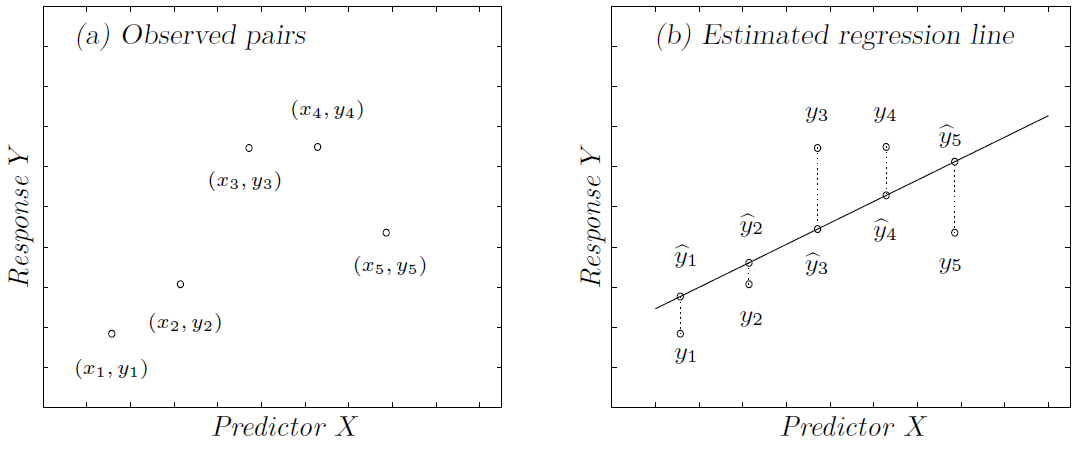 (a) Observed pairs
(x₄, y₄)
(x₃, y₃)
(x₅, y₅)
(x₂, y₂)
(x₁, y₁)
Response Y
Predictor X
(b) Estimated regression line
y₃
y₄
ŷ₅
ŷ₂
ŷ₄
ŷ₁
ŷ₃
y₅
y₂
y₁
Response Y
Predictor X